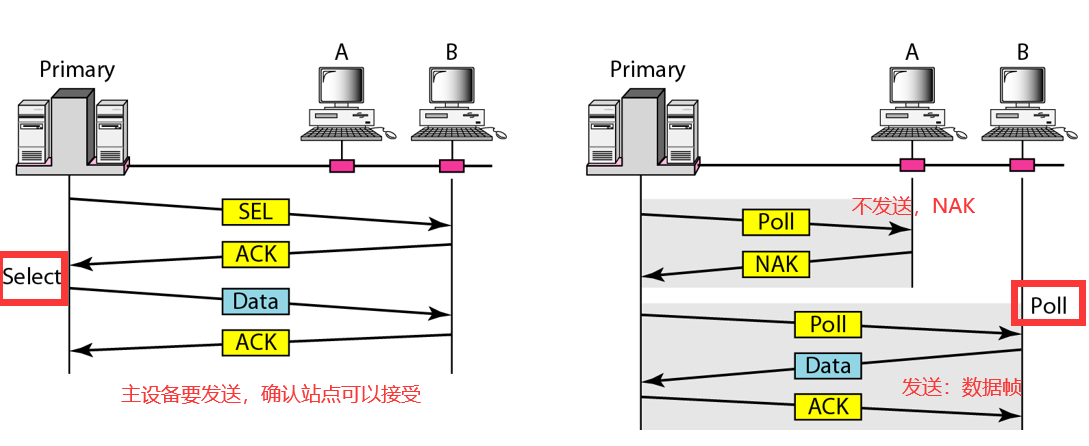 Primary
A
B
SEL
ACK
Select
Data
ACK
主设备要发送，确认站点可以接受
Primary
A
B
不发送，NAK
Poll
NAK
Poll
Poll
Data
发送：数据帧
ACK